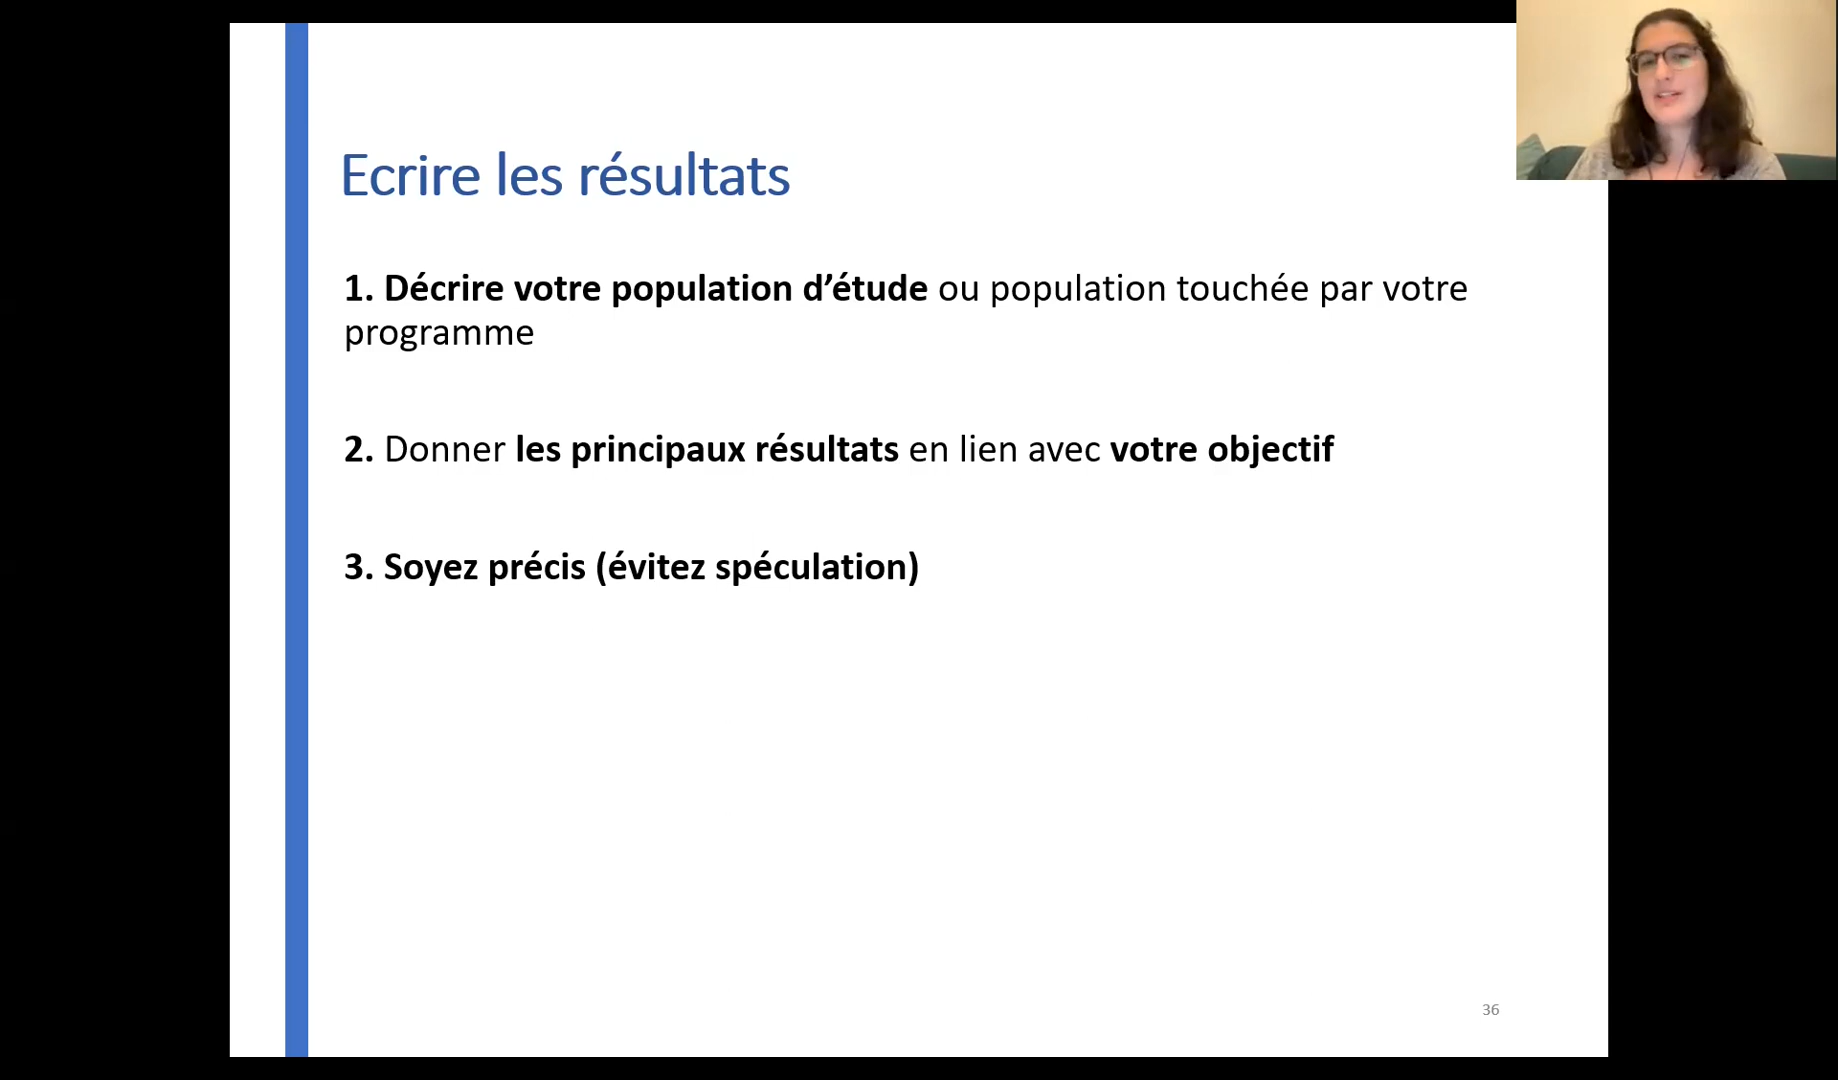 Ecrire les résultats
1. Décrire votre population d’étude ou population touchée par votre
programme
2. Donner les principaux résultats en lien avec votre objectif
3. Soyez précis (évitez spéculation)
36